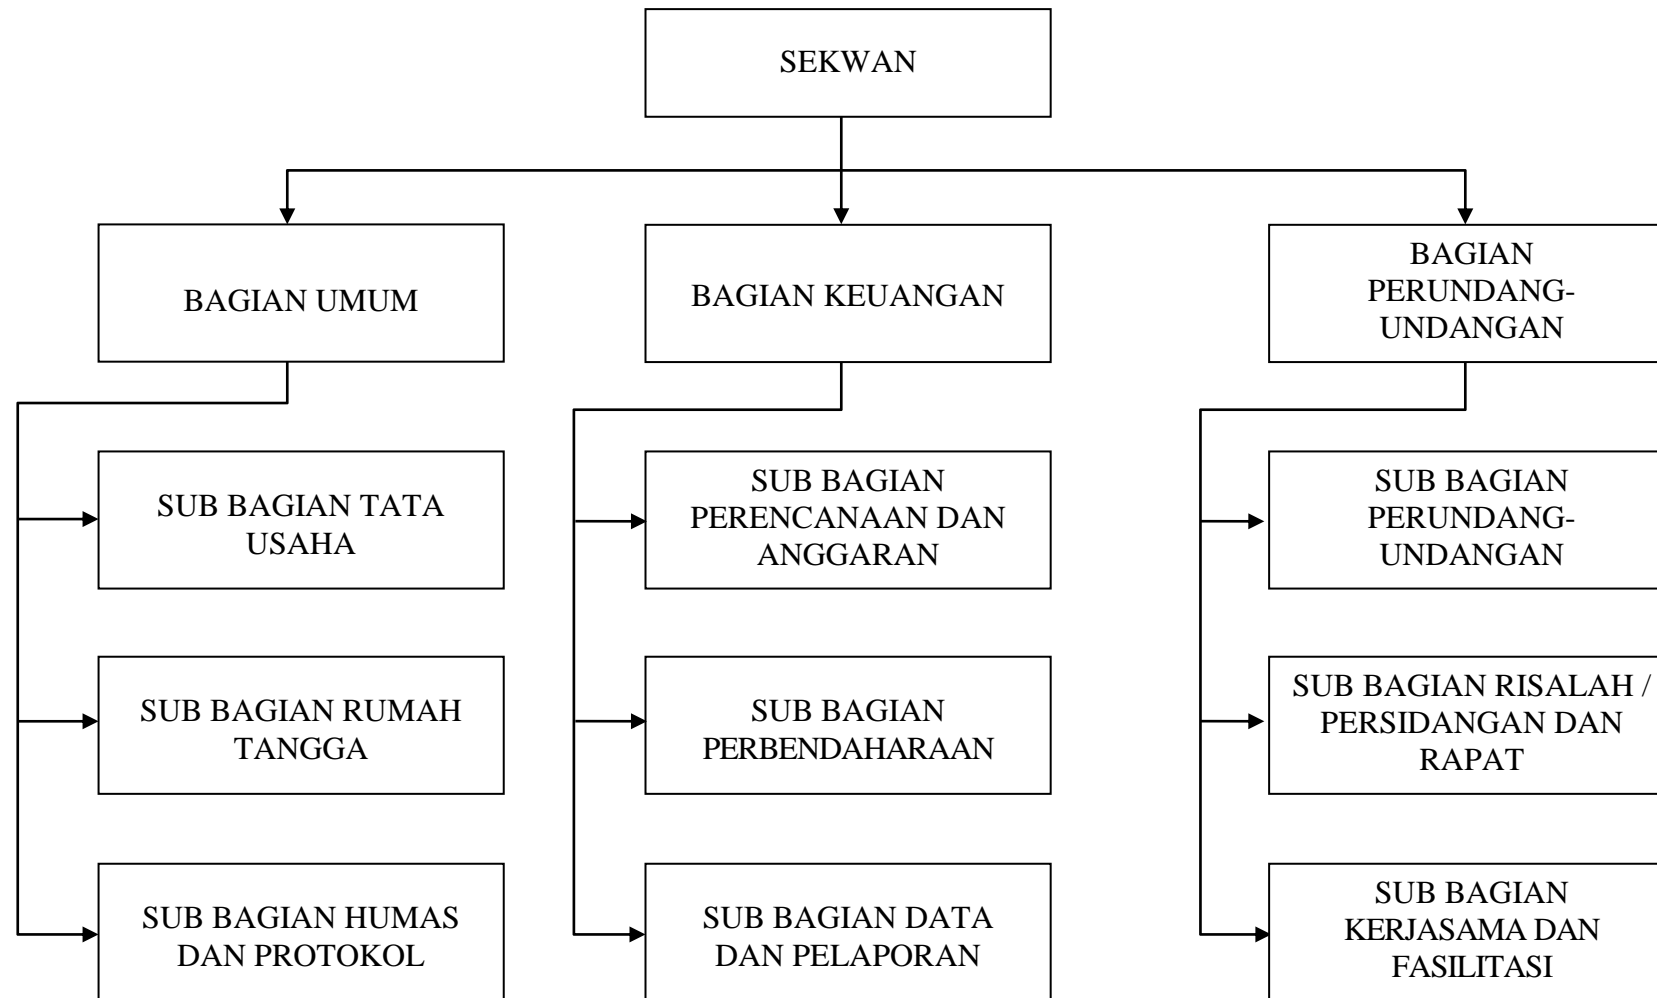 SEKWAN
BAGIAN UMUM
BAGIAN KEUANGAN
BAGIAN
PERUNDANG-
UNDANGAN
SUB BAGIAN TATA
USAHA
SUB BAGIAN
PERENCANAAN DAN
ANGGARAN
SUB BAGIAN
PERUNDANG-
UNDANGAN
SUB BAGIAN RUMAH
TANGGA
SUB BAGIAN
PERBENDAHARAAN
SUB BAGIAN RISALAH /
PERSIDANGAN DAN
RAPAT
SUB BAGIAN HUMAS
DAN PROTOKOL
SUB BAGIAN DATA
DAN PELAPORAN
SUB BAGIAN
KERJASAMA DAN
FASILITASI